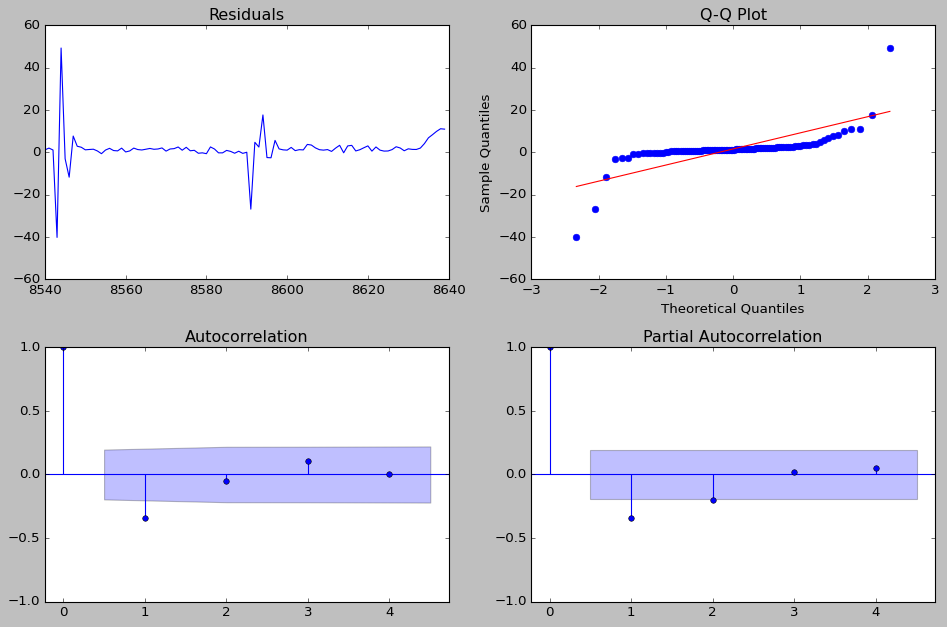 Residuals
60
40
20
0
−20
−40
−60
8540 8560 8580 8600 8620 8640
Q-Q Plot
Sample Quantiles
60
40
20
0
−20
−40
−60
−3 −2 −1 0 1 2 3
Theoretical Quantiles
Autocorrelation
1.0
0.5
0.0
−0.5
−1.0
0 1 2 3 4
Partial Autocorrelation
1.0
0.5
0.0
−0.5
−1.0
0 1 2 3 4